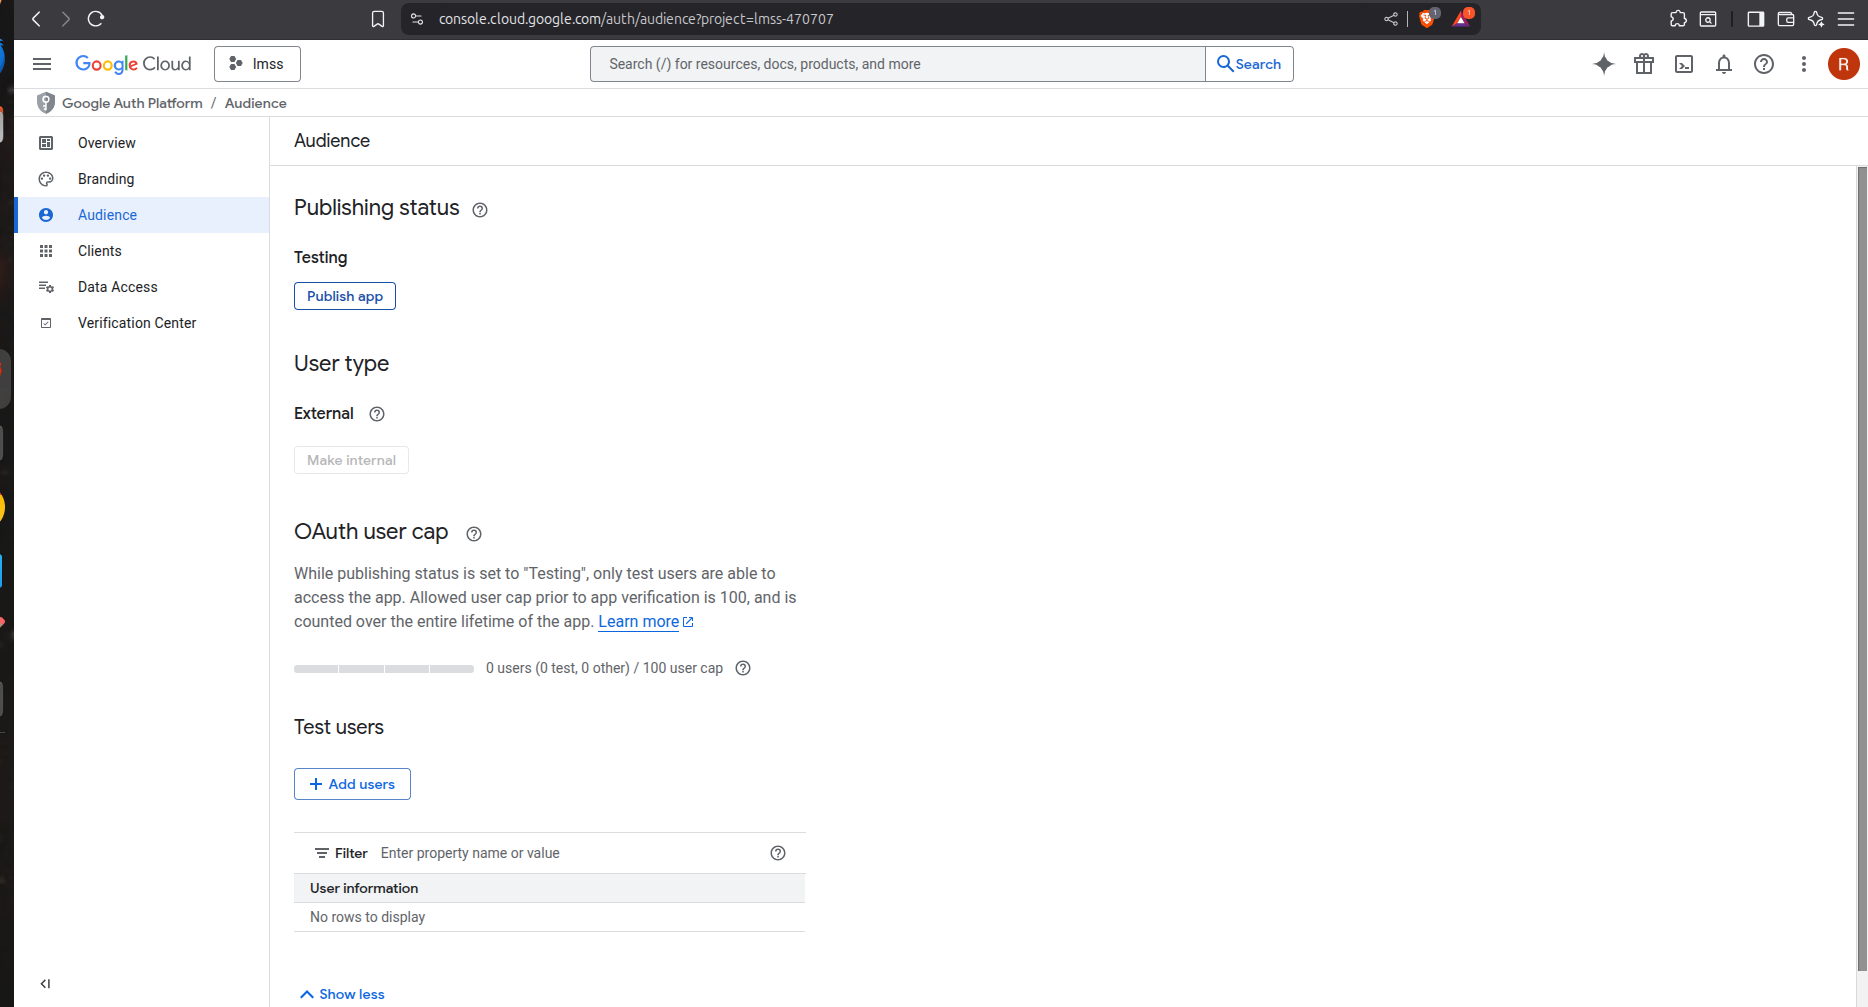 console.cloud.google.com/auth/audience?project=lmss-470707
1
1
Google Cloud
lmss
Search (/) for resources, docs, products, and more
Search
R
Google Auth Platform / Audience
Overview
Branding
Audience
Clients
Data Access
Verification Center
Audience
Publishing status
Testing
Publish app
User type
External
Make internal
OAuth user cap
While publishing status is set to "Testing", only test users are able to
access the app. Allowed user cap prior to app verification is 100, and is
counted over the entire lifetime of the app. Learn more
0 users (0 test, 0 other) / 100 user cap
Test users
+ Add users
Filter Enter property name or value
User information
No rows to display
Show less